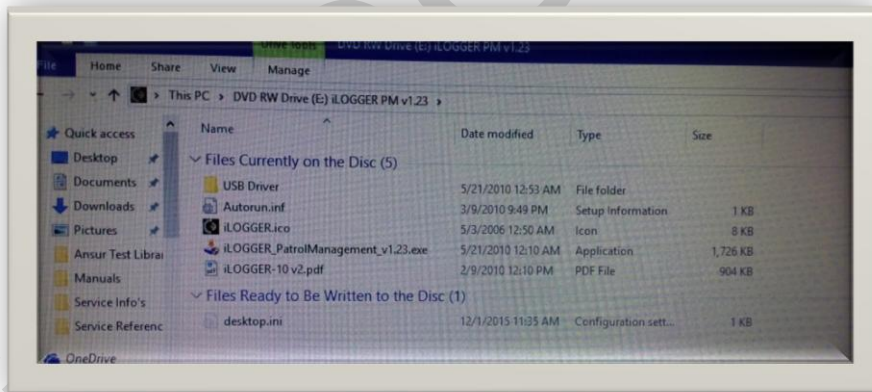 Drive Tools DVD RW Drive (E:) iLOGGER PM v1.23
File Home Share View Manage
This PC > DVD RW Drive (E:) iLOGGER PM v1.23 >
Quick access
Desktop
Documents
Downloads
Pictures
Ansur Test Librar
Manuals
Service Info's
Service Referenc
OneDrive
Name Date modified Type Size
Files Currently on the Disc (5)
USB Driver 5/21/2010 12:53 AM File folder
Autorun.inf 3/9/2010 9:49 PM Setup Information 1 KB
iLOGGER.ico 5/3/2006 12:50 AM Icon 8 KB
iLOGGER_PatrolManagement_v1.23.exe 5/21/2010 12:10 AM Application 1,726 KB
iLOGGER-10 v2.pdf 2/9/2010 12:10 PM PDF File 904 KB
Files Ready to Be Written to the Disc (1)
desktop.ini 12/1/2015 11:35 AM Configuration sett... 1 KB